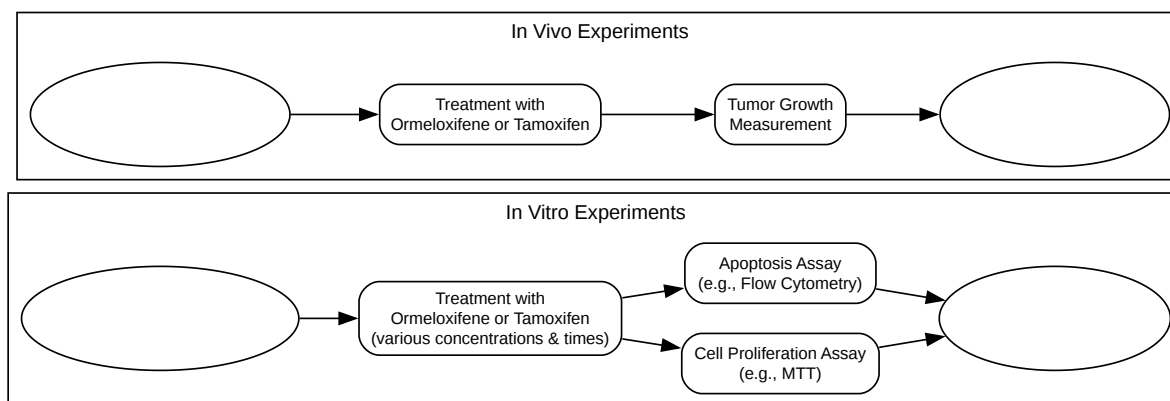 In Vivo Experiments
Treatment with
Ormeloxifene or Tamoxifen
Tumor Growth
Measurement
In Vitro Experiments
Treatment with
Ormeloxifene or Tamoxifen
(various concentrations & times)
Apoptosis Assay
(e.g., Flow Cytometry)
Cell Proliferation Assay
(e.g., MTT)